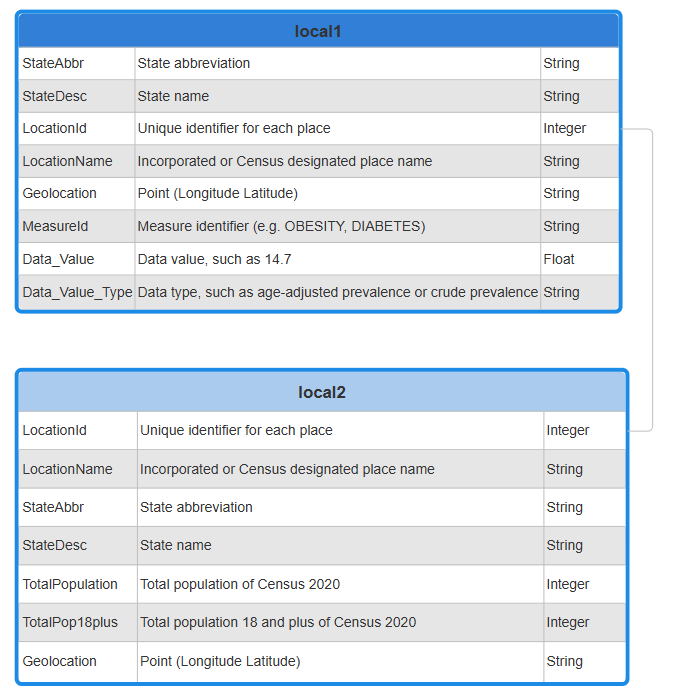 local1
StateAbbr State abbreviation String
StateDesc State name String
LocationId Unique identifier for each place Integer
LocationName Incorporated or Census designated place name String
Geolocation Point (Longitude Latitude) String
MeasureId Measure identifier (e.g. OBESITY, DIABETES) String
Data_Value Data value, such as 14.7 Float
Data_Value_Type Data type, such as age-adjusted prevalence or crude prevalence String
local2
LocationId Unique identifier for each place Integer
LocationName Incorporated or Census designated place name String
StateAbbr State abbreviation String
StateDesc State name String
TotalPopulation Total population of Census 2020 Integer
TotalPop18plus Total population 18 and plus of Census 2020 Integer
Geolocation Point (Longitude Latitude) String